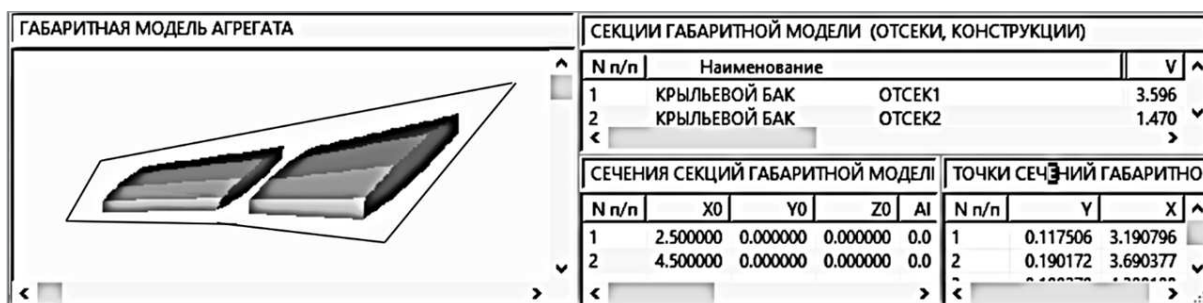 ГАБАРИТНАЯ МОДЕЛЬ АГРЕГАТА
СЕКЦИИ ГАБАРИТНОЙ МОДЕЛИ (ОТСЕКИ, КОНСТРУКЦИИ)
N п/п Наименование V
1 КРЫЛЬЕВОЙ БАК ОТСЕК1 3.596
2 КРЫЛЬЕВОЙ БАК ОТСЕК2 1.470
СЕЧЕНИЯ СЕКЦИЙ ГАБАРИТНОЙ МОДЕЛІ
N п/п X0 Y0 Z0 Al
1 2.500000 0.000000 0.000000 0.0
2 4.500000 0.000000 0.000000 0.0
ТОЧКИ СЕЧЕНИЙ ГАБАРИТНО
N п/п Y X
1 0.117506 3.190796
2 0.190172 3.690377